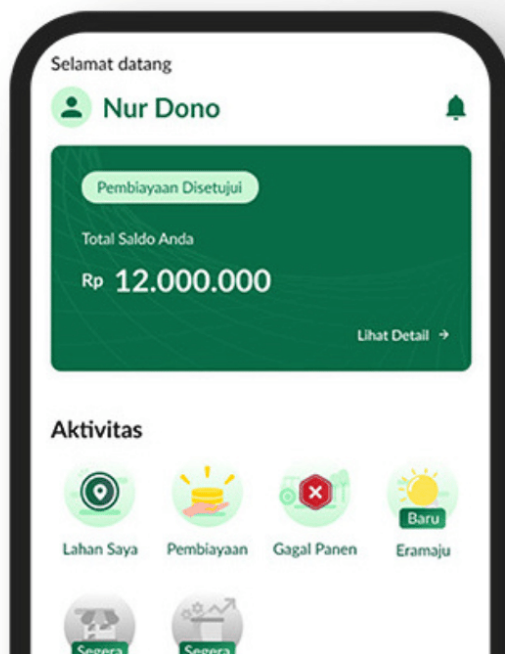 Selamat datang
Nur Dono
Pembiayaan Disetujui
Total Saldo Anda
Rp 12.000.000
Lihat Detail →
Aktivitas
Baru
Lahan Saya Pembiayaan Gagal Panen Eramaju
Segera Segera